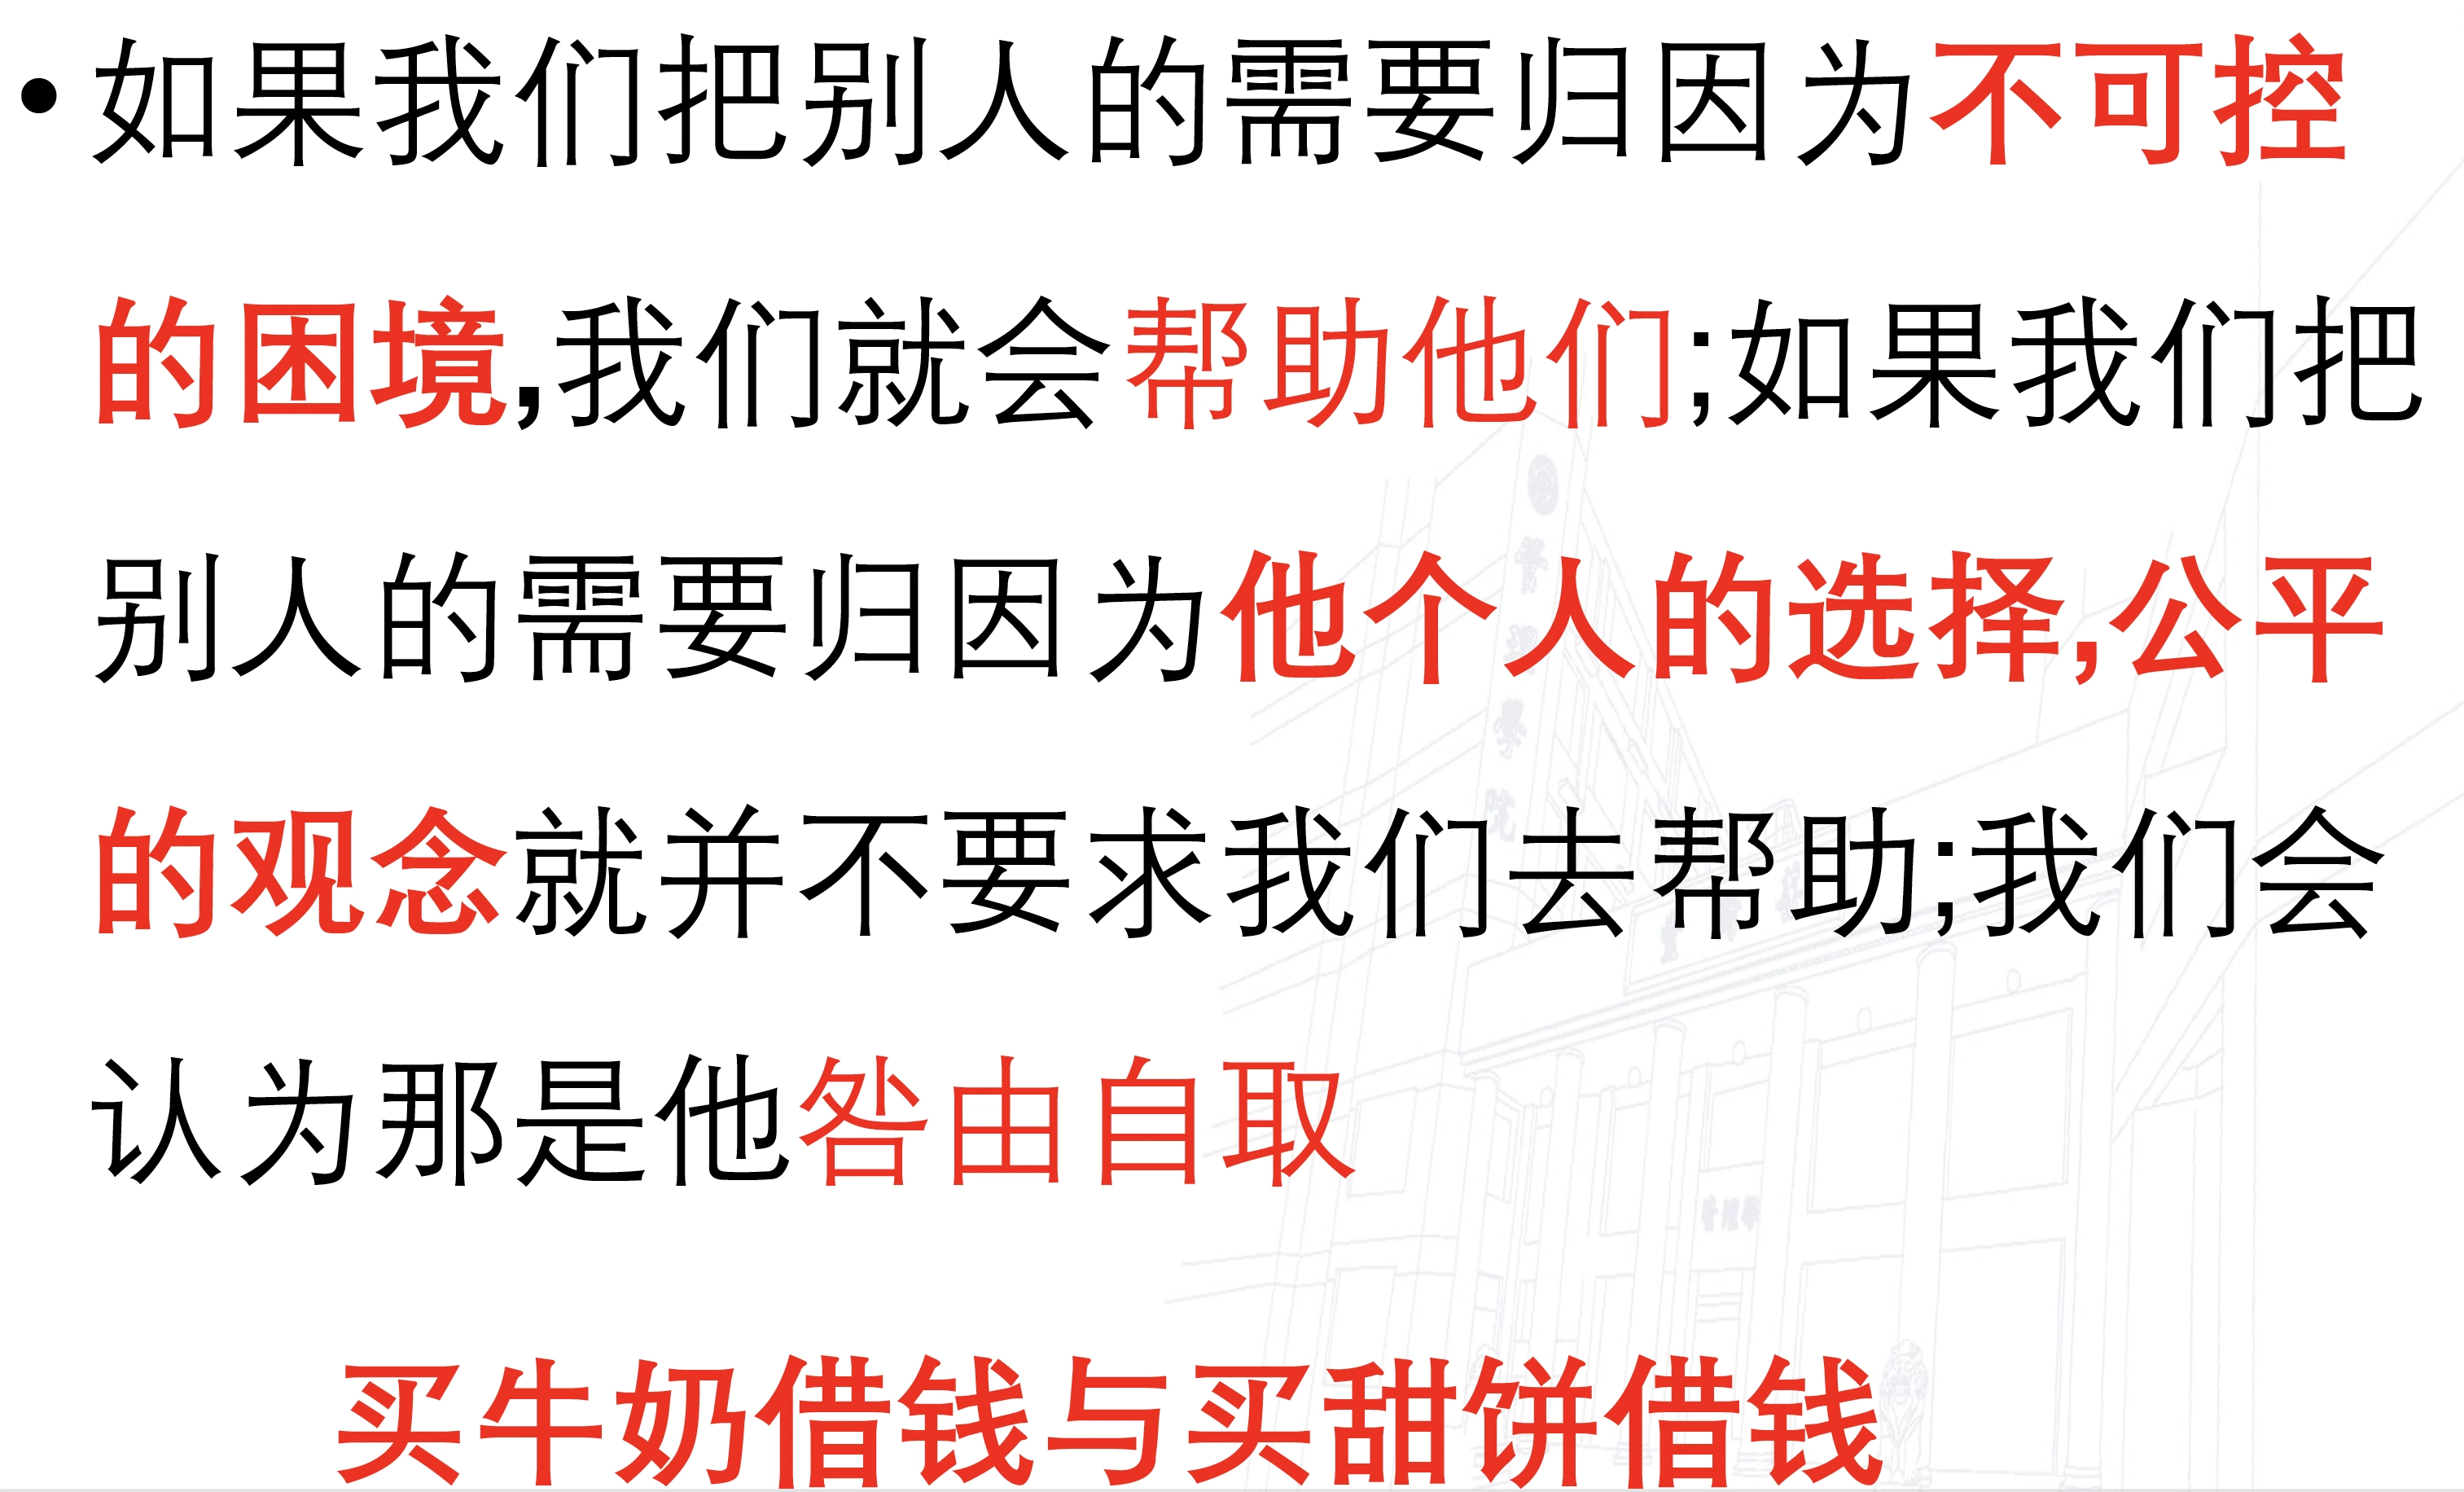 •如果我们把别人的需要归因为不可控
的困境,我们就会帮助他们;如果我们把
别人的需要归因为他个人的选择,公平
的观念就并不要求我们去帮助;我们会
认为那是他咎由自取
买牛奶借钱与买甜饼借钱